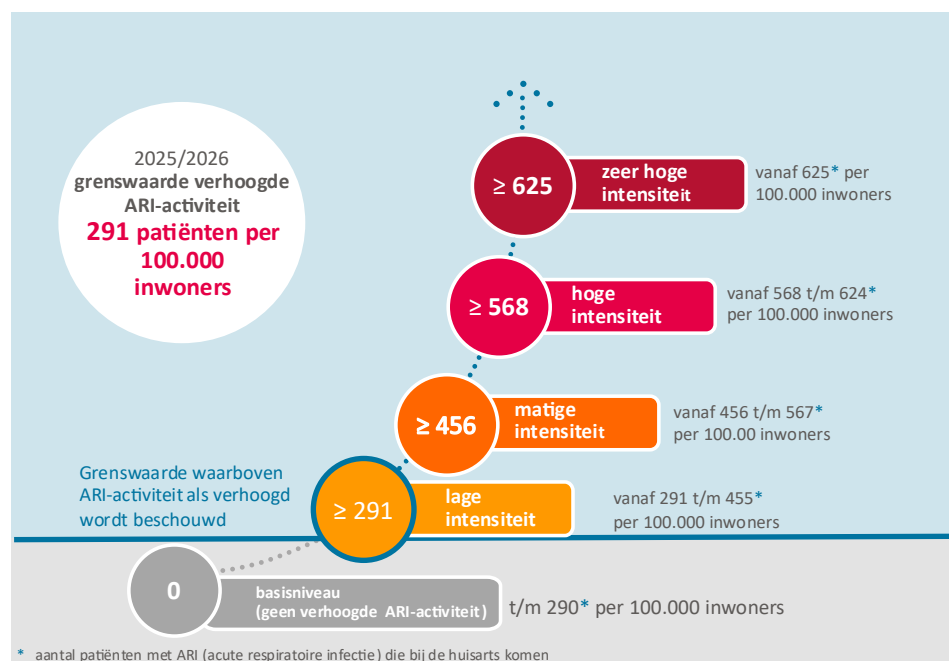 2025/2026
grenswaarde verhoogde
ARI-activiteit
291 patiënten per
100.000
inwoners
≥ 625
zeer hoge
intensiteit
vanaf 625* per
100.000 inwoners
≥ 568
hoge
intensiteit
vanaf 568 t/m 624*
per 100.000 inwoners
≥ 456
matige
intensiteit
vanaf 456 t/m 567*
per 100.00 inwoners
Grenswaarde waarboven
ARI-activiteit als verhoogd
wordt beschouwd
≥ 291
lage
intensiteit
vanaf 291 t/m 455*
per 100.000 inwoners
0
basisniveau
(geen verhoogde ARI-activiteit)
t/m 290* per 100.000 inwoners
* aantal patiënten met ARI (acute respiratoire infectie) die bij de huisarts komen